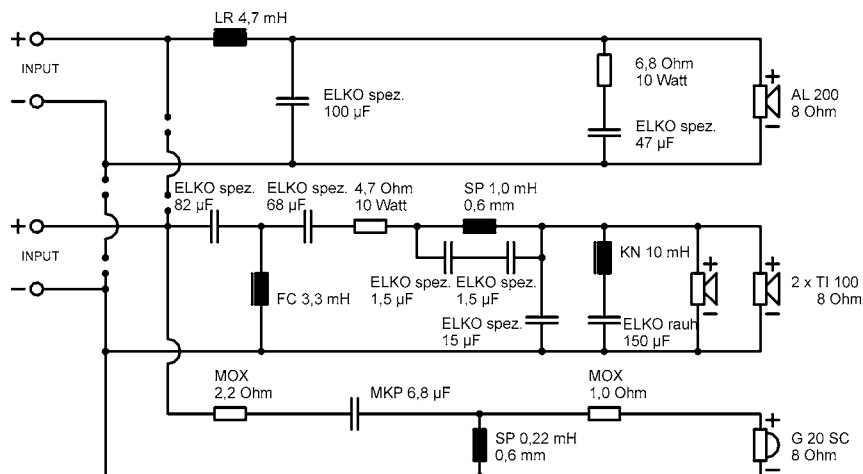 LR 4,7 mH
+
INPUT
−
ELKO spez.
100 µF
6,8 Ohm
10 Watt
ELKO spez.
47 µF
+
AL 200
8 Ohm
−
ELKO spez.
82 µF
ELKO spez.
68 µF
4,7 Ohm
10 Watt
SP 1,0 mH
0,6 mm
+
INPUT
−
FC 3,3 mH
ELKO spez.
1,5 µF
ELKO spez.
1,5 µF
KN 10 mH
ELKO spez.
15 µF
ELKO rauh
150 µF
+
−
+
−
2 x TI 100
8 Ohm
MOX
2,2 Ohm
MKP 6,8 µF
MOX
1,0 Ohm
SP 0,22 mH
0,6 mm
+
G 20 SC
8 Ohm
−